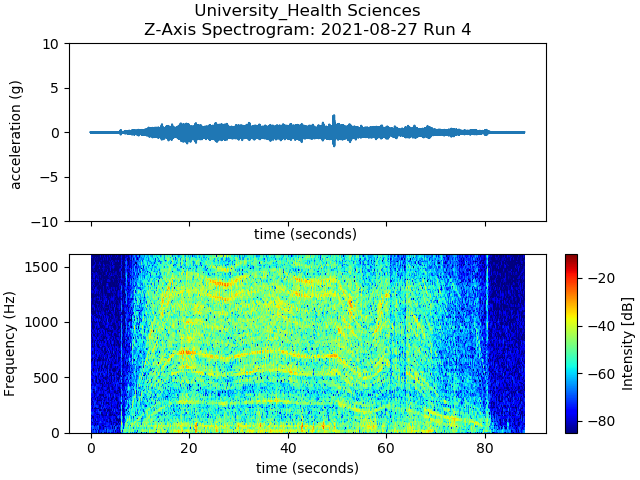 University_Health Sciences
Z-Axis Spectrogram: 2021-08-27 Run 4
10
5
0
−5
−10
acceleration (g)
time (seconds)
1500
1000
500
0
Frequency (Hz)
0
20
40
60
80
time (seconds)
−20
−40
−60
−80
Intensity [dB]